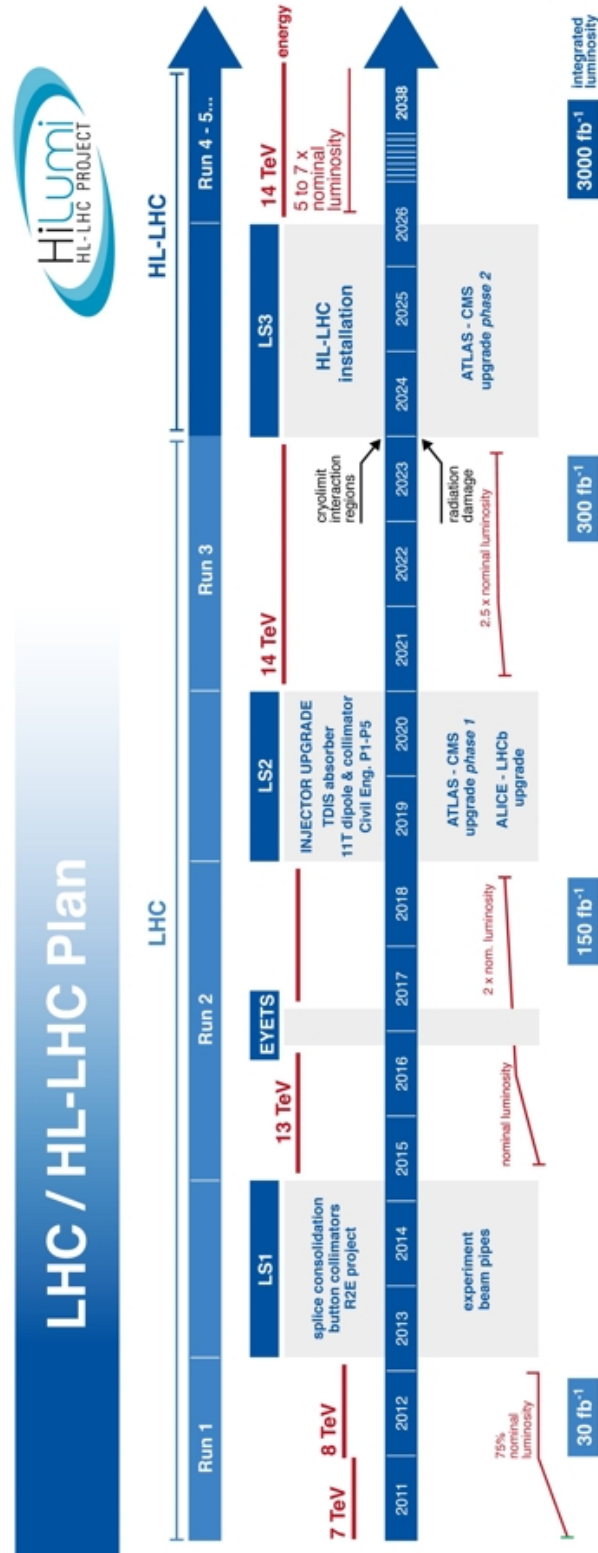 LHC / HL-LHC Plan
HiLumi
HL-LHC PROJECT
LHC
HL-LHC
Run 1
Run 2
Run 3
Run 4 - 5...
LS1
EYETS
LS2
LS3
7 TeV
8 TeV
13 TeV
14 TeV
14 TeV
energy
splice consolidation
button collimators
R2E project
INJECTOR UPGRADE
TDIS absorber
11T dipole & collimator
Civil Eng. P1-P5
cryolimit
interaction
regions
HL-LHC
installation
5 to 7 x
nominal
luminosity
2011
2012
2013
2014
2015
2016
2017
2018
2019
2020
2021
2022
2023
2024
2025
2026
2038
75%
nominal
luminosity
experiment
beam pipes
nominal luminosity
2 x nom. luminosity
ATLAS - CMS
upgrade phase 1
ALICE - LHCb
upgrade
2.5 x nominal luminosity
radiation
damage
ATLAS - CMS
upgrade phase 2
30 fb⁻¹
150 fb⁻¹
300 fb⁻¹
3000 fb⁻¹
integrated
luminosity